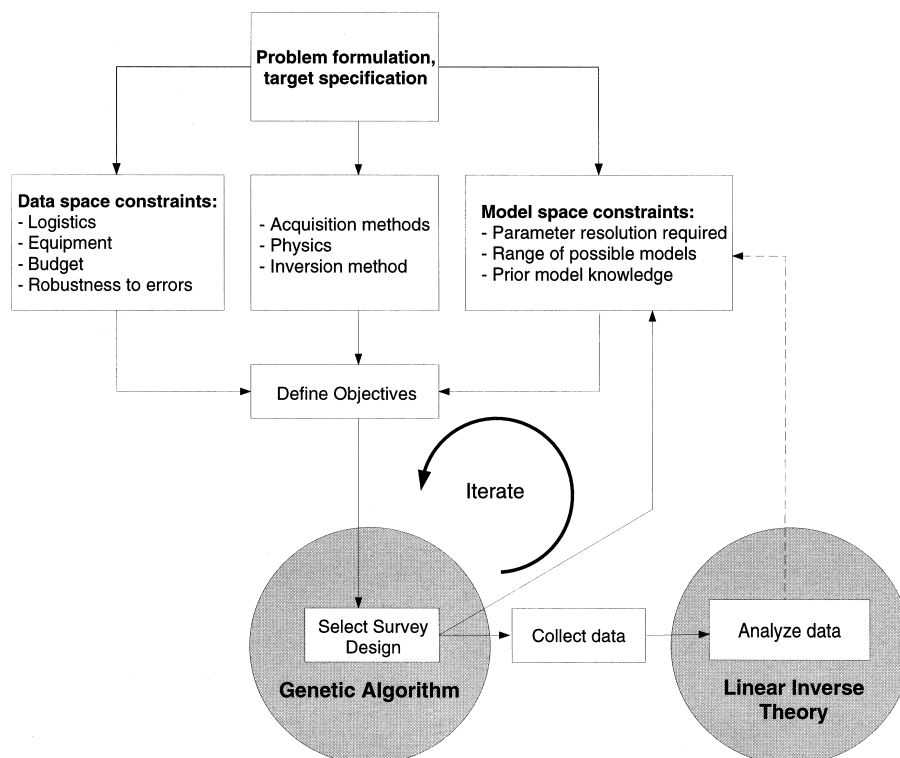 Problem formulation,
target specification
Data space constraints:
- Logistics
- Equipment
- Budget
- Robustness to errors
- Acquisition methods
- Physics
- Inversion method
Model space constraints:
- Parameter resolution required
- Range of possible models
- Prior model knowledge
Define Objectives
Iterate
Select Survey
Design
Genetic Algorithm
Collect data
Analyze data
Linear Inverse
Theory